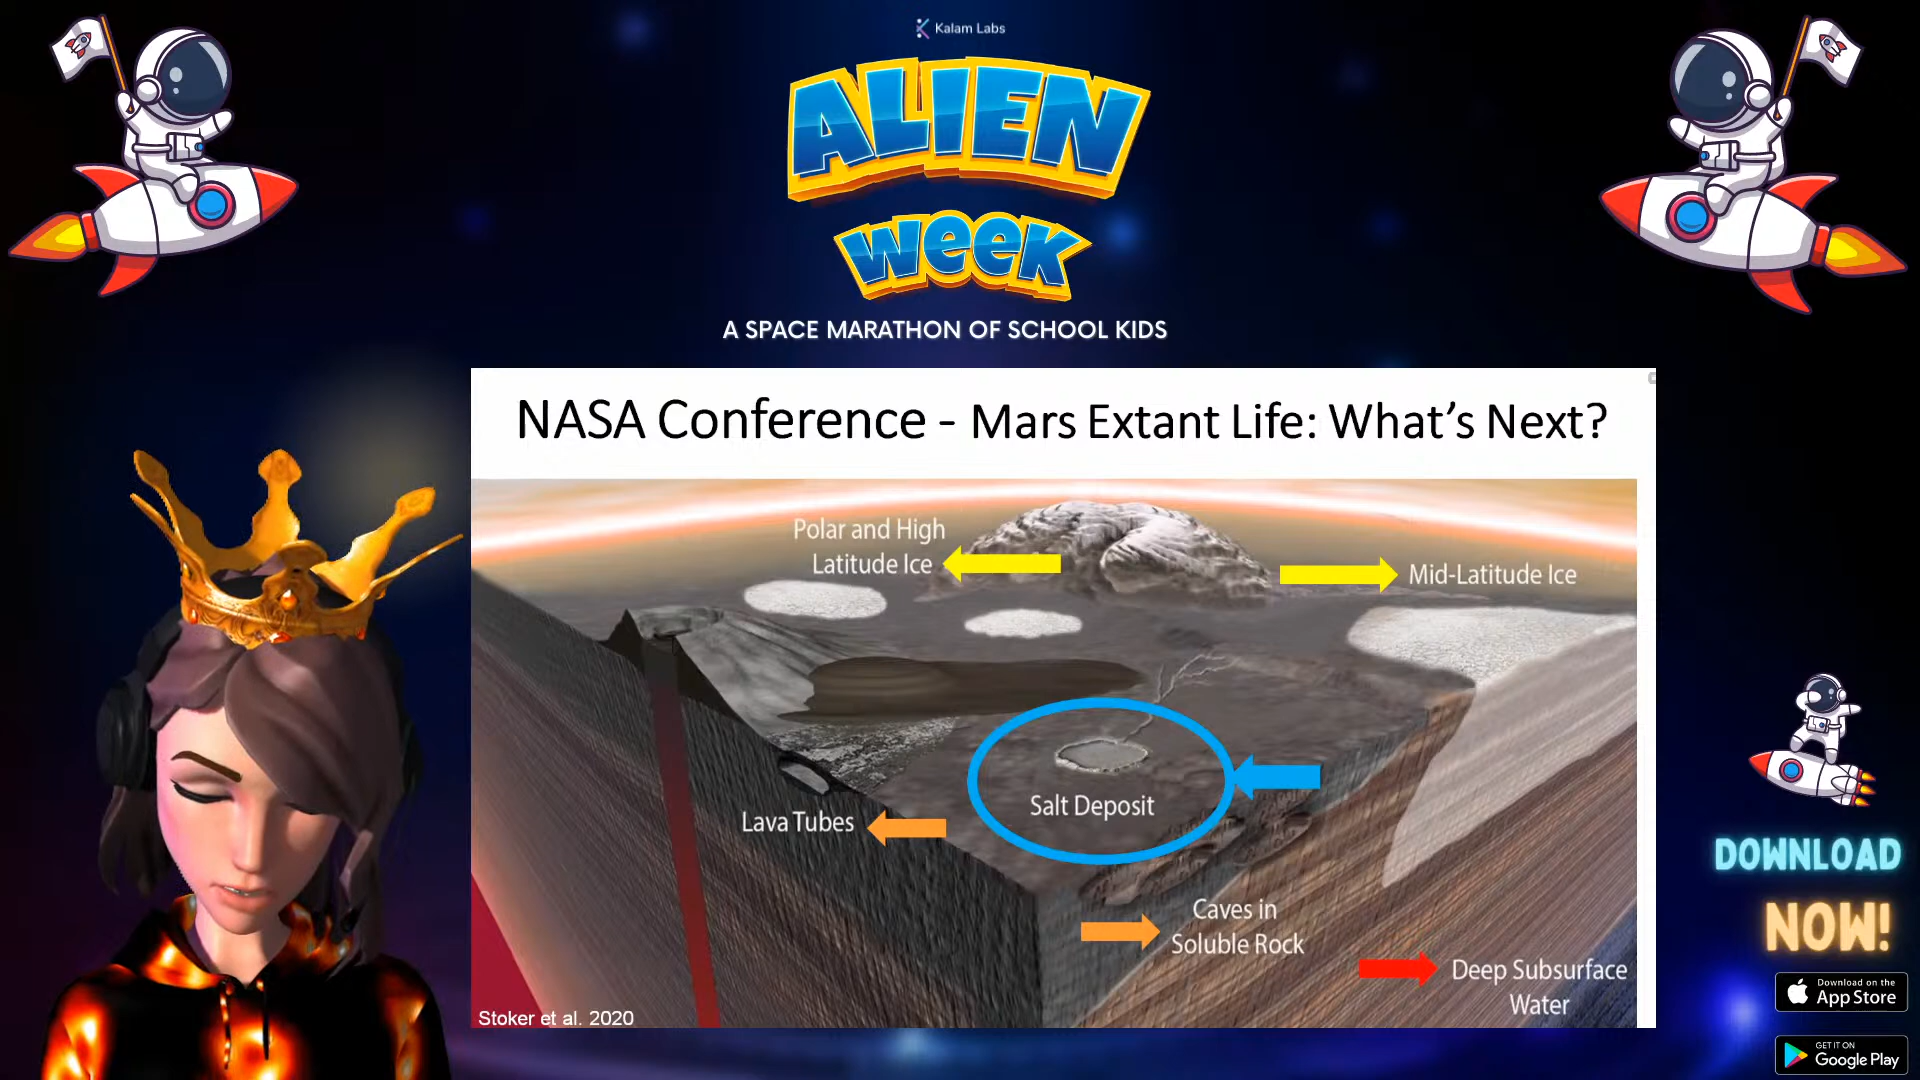 Kalam Labs
ALIEN
WEEK
A SPACE MARATHON OF SCHOOL KIDS
NASA Conference - Mars Extant Life: What's Next?
Polar and High
Latitude Ice
Mid-Latitude Ice
Salt Deposit
Lava Tubes
Caves in
Soluble Rock
Deep Subsurface
Water
Stoker et al. 2020
DOWNLOAD
NOW!
Download on the
App Store
GET IT ON
Google Play